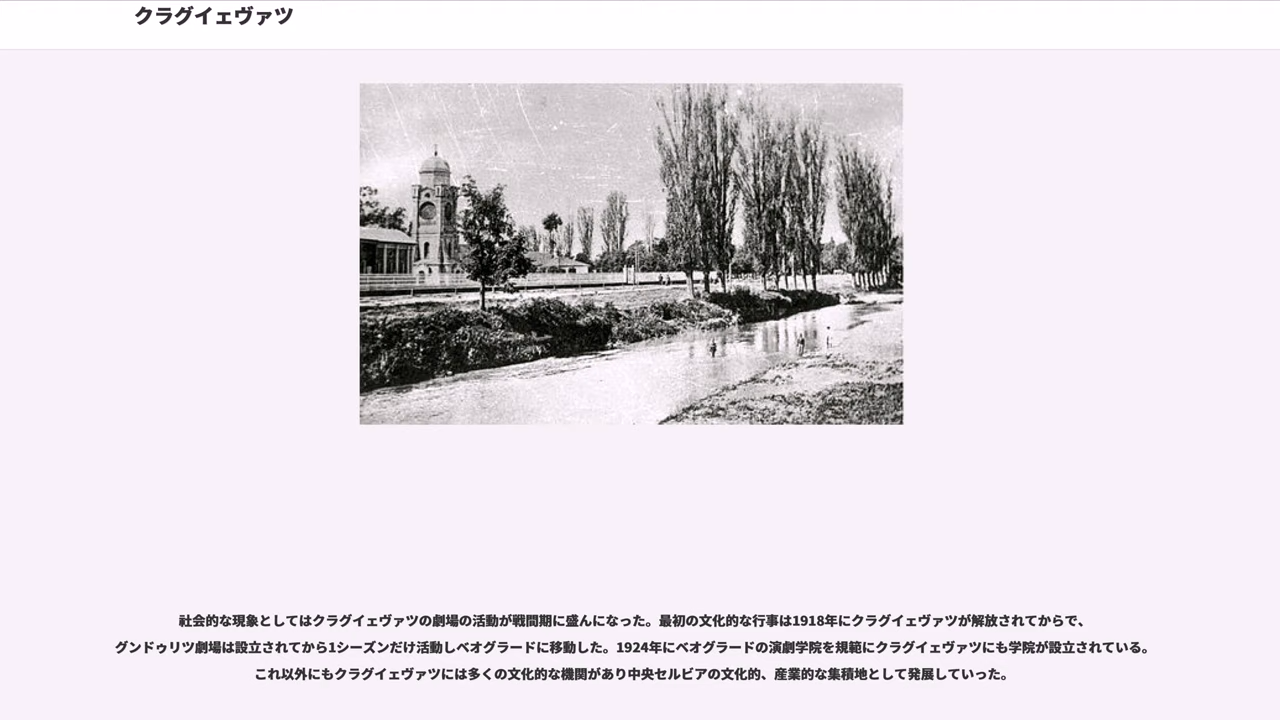 クラグイェヴァツ
社会的な現象としてはクラグイェヴァツの劇場の活動が戦間期に盛んになった。最初の文化的な行事は1918年にクラグイェヴァツが解放されてからで、
グンドゥリツ劇場は設立されてから1シーズンだけ活動しベオグラードに移動した。1924年にベオグラードの演劇学院を規範にクラグイェヴァツにも学院が設立されている。
これ以外にもクラグイェヴァツには多くの文化的な機関があり中央セルビアの文化的、産業的な集積地として発展していった。